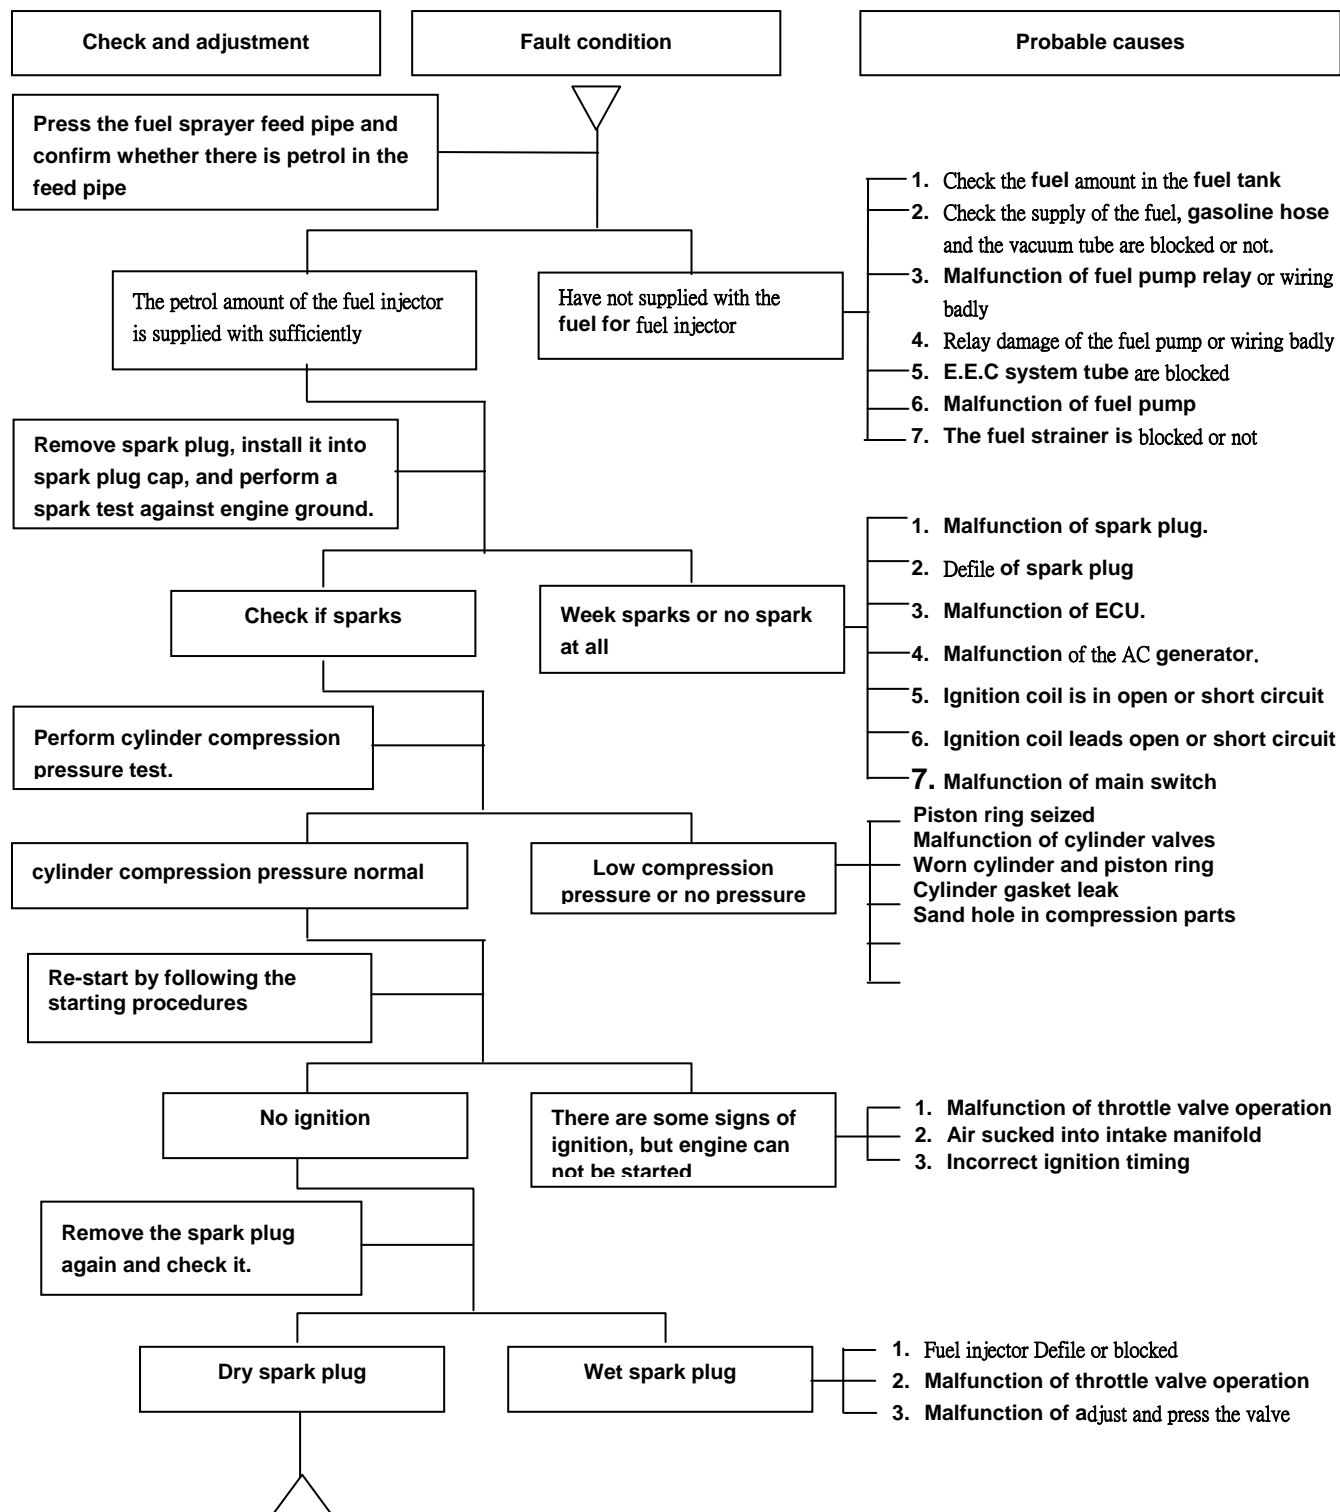 Check and adjustment
Fault condition
Probable causes
Press the fuel sprayer feed pipe and
confirm whether there is petrol in the
feed pipe
1. Check the fuel amount in the fuel tank
2. Check the supply of the fuel, gasoline hose
and the vacuum tube are blocked or not.
3. Malfunction of fuel pump relay or wiring
badly
4. Relay damage of the fuel pump or wiring badly
5. E.E.C system tube are blocked
6. Malfunction of fuel pump
7. The fuel strainer is blocked or not
The petrol amount of the fuel injector
is supplied with sufficiently
Have not supplied with the
fuel for fuel injector
Remove spark plug, install it into
spark plug cap, and perform a
spark test against engine ground.
Check if sparks
Week sparks or no spark
at all
1. Malfunction of spark plug.
2. Defile of spark plug
3. Malfunction of ECU.
4. Malfunction of the AC generator.
5. Ignition coil is in open or short circuit
6. Ignition coil leads open or short circuit
7. Malfunction of main switch
Perform cylinder compression
pressure test.
cylinder compression pressure normal
Low compression
pressure or no pressure
Piston ring seized
Malfunction of cylinder valves
Worn cylinder and piston ring
Cylinder gasket leak
Sand hole in compression parts
Re-start by following the
starting procedures
No ignition
There are some signs of
ignition, but engine can
not be started
1. Malfunction of throttle valve operation
2. Air sucked into intake manifold
3. Incorrect ignition timing
Remove the spark plug
again and check it.
Dry spark plug
Wet spark plug
1. Fuel injector Defile or blocked
2. Malfunction of throttle valve operation
3. Malfunction of adjust and press the valve